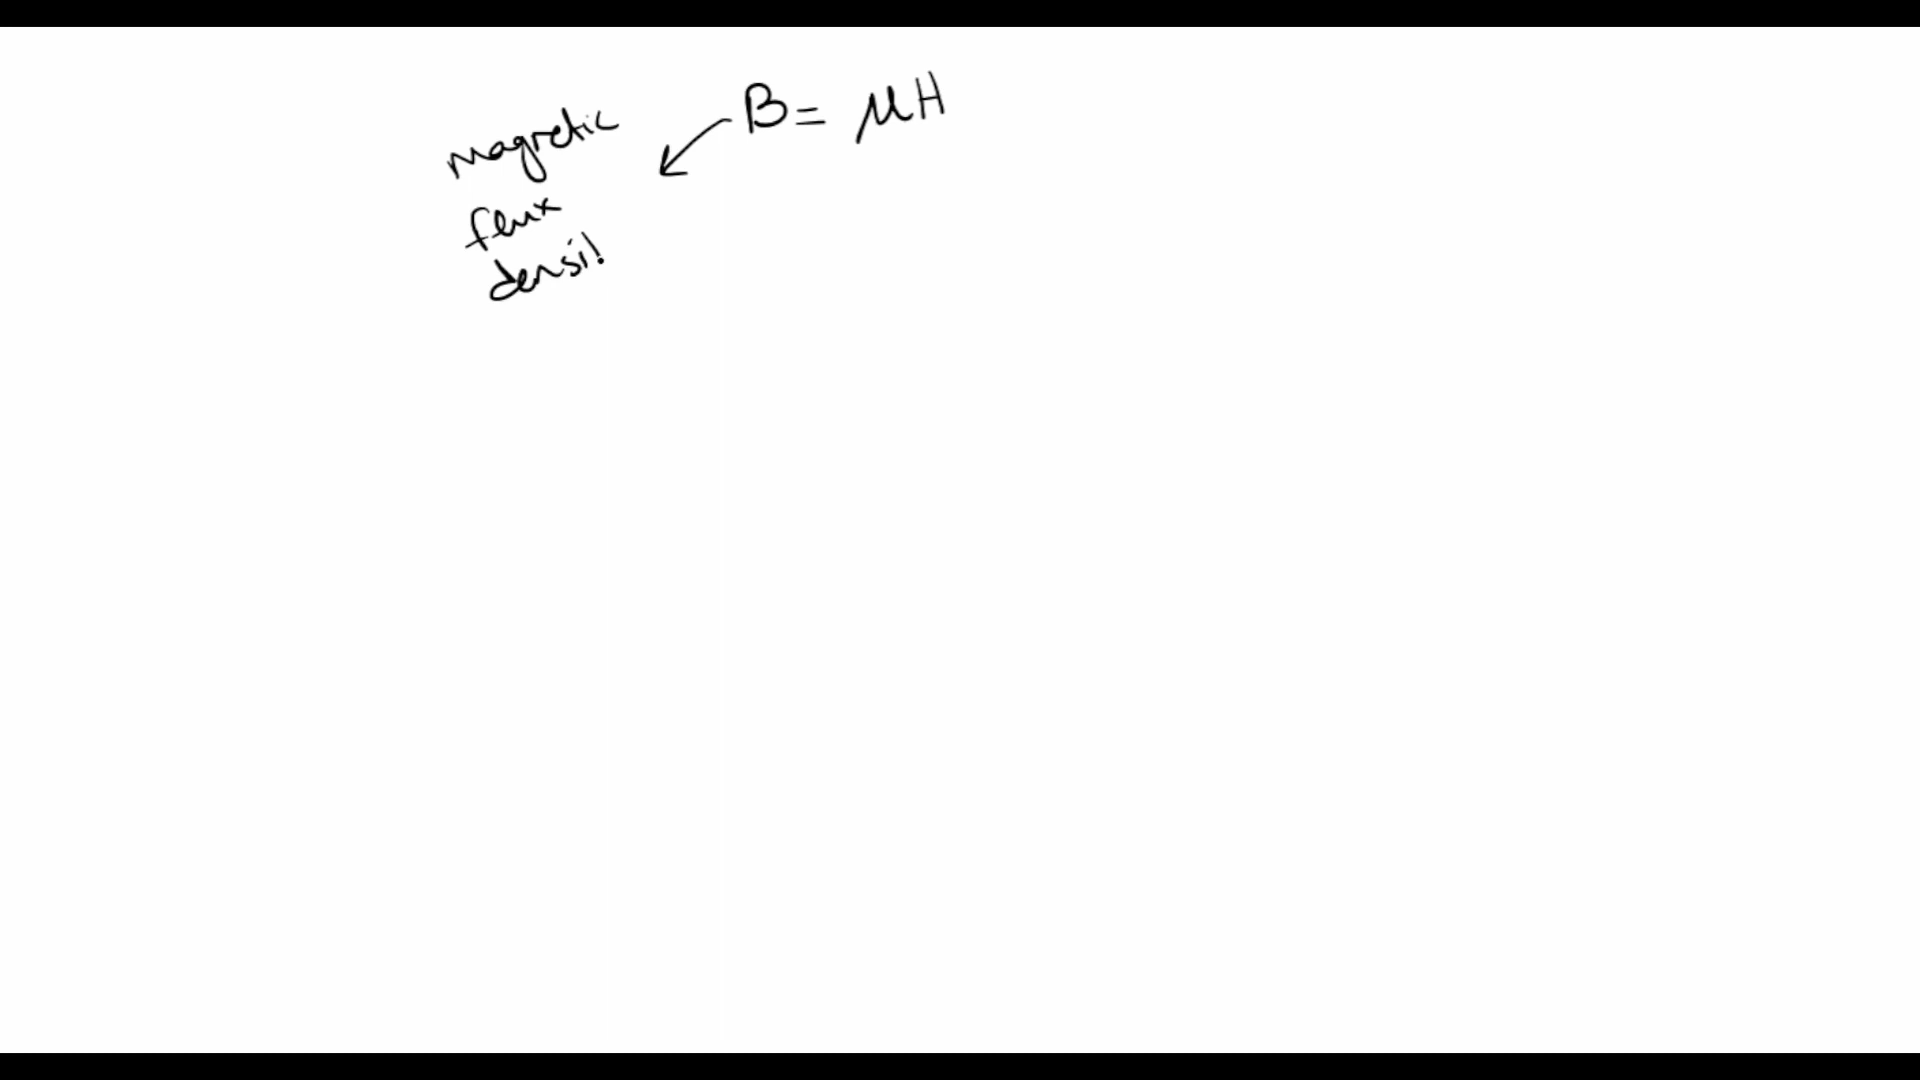 B = μH
magnetic
flux
densi